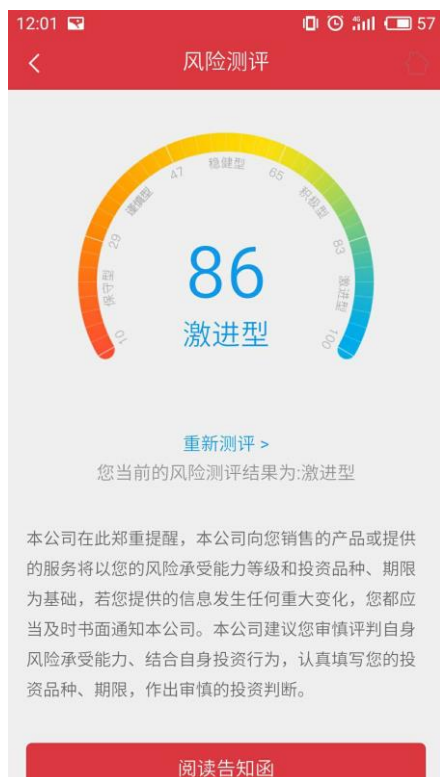 12:01
4G 57
风险测评
保守型
谨慎型
稳健型
积极型
激进型
10
29
47
65
83
100
86
激进型
重新测评 >
您当前的风险测评结果为:激进型
本公司在此郑重提醒，本公司向您销售的产品或提供
的服务将以您的风险承受能力等级和投资品种、期限
为基础，若您提供的信息发生任何重大变化，您都应
当及时书面通知本公司。本公司建议您审慎评判自身
风险承受能力、结合自身投资行为，认真填写您的投
资品种、期限，作出审慎的投资判断。
阅读告知函